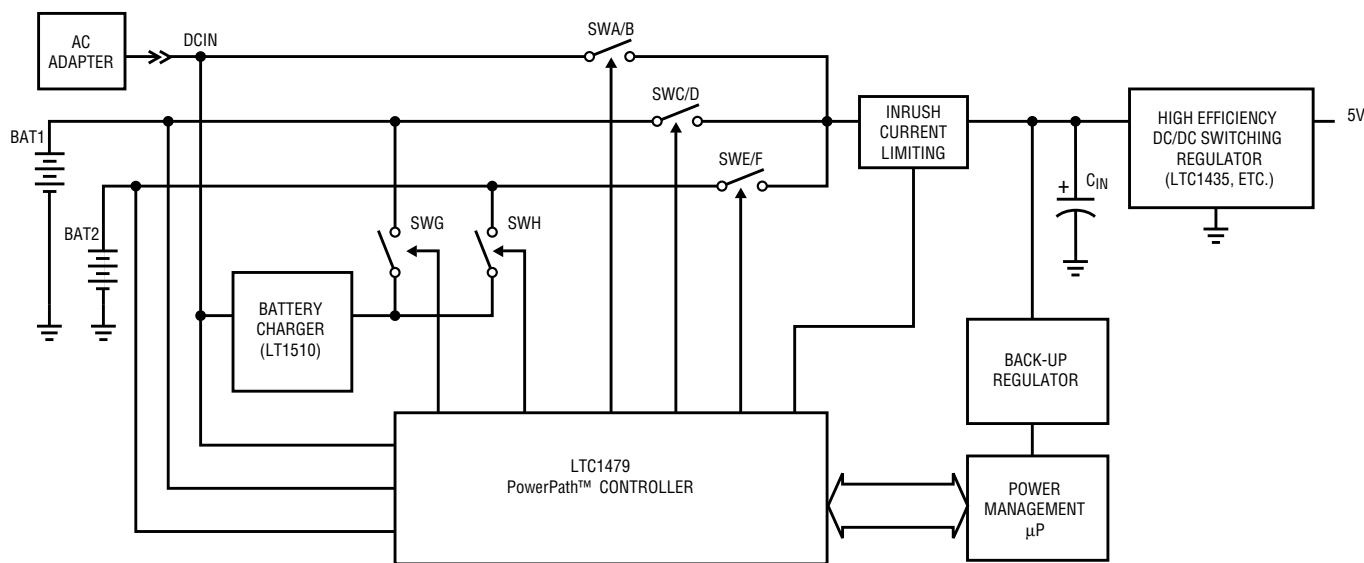 AC
ADAPTER
DCIN
SWA/B
SWC/D
SWE/F
BAT1
BAT2
SWG
SWH
BATTERY
CHARGER
(LT1510)
INRUSH
CURRENT
LIMITING
+
CIN
HIGH EFFICIENCY
DC/DC SWITCHING
REGULATOR
(LTC1435, ETC.)
5V
BACK-UP
REGULATOR
LTC1479
PowerPath™ CONTROLLER
POWER
MANAGEMENT
µP